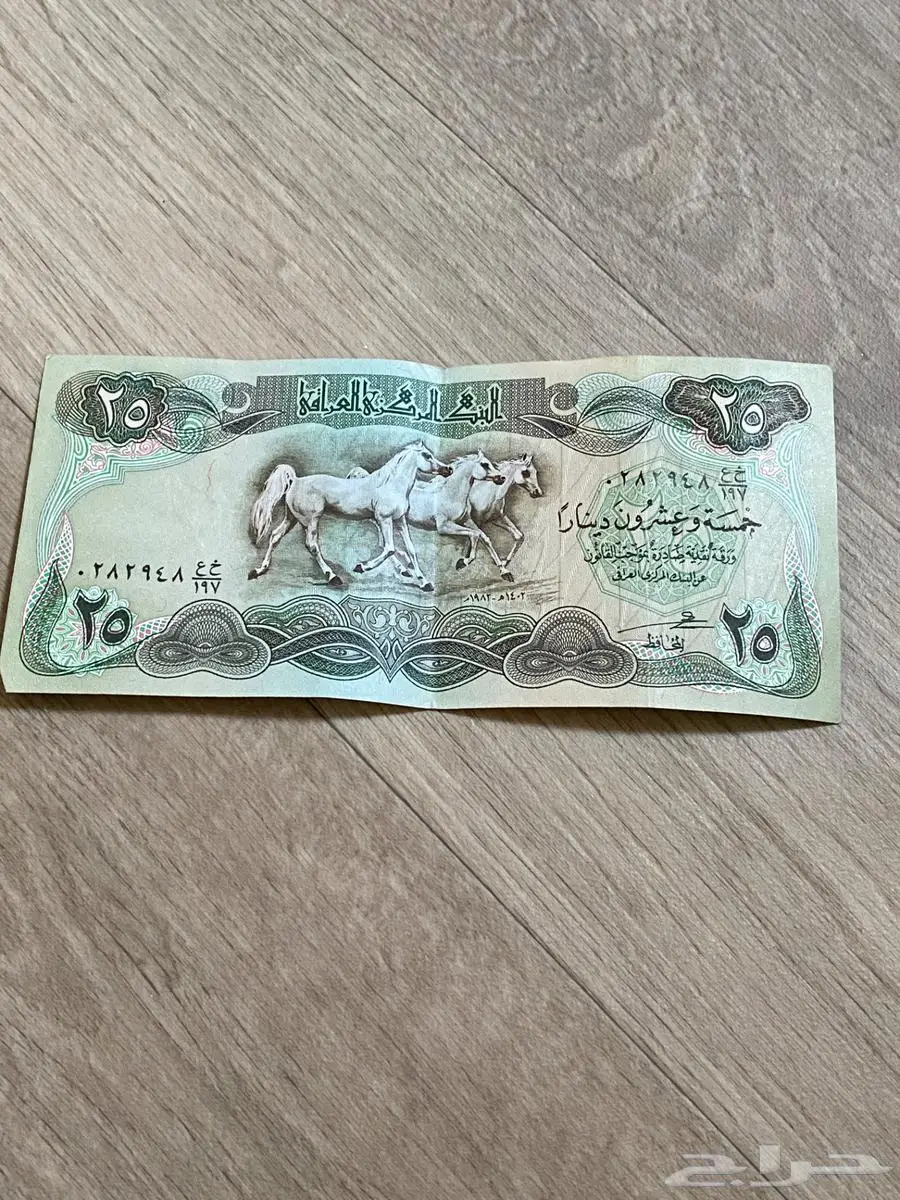 البنك المركزي العراقي
٢٥
٢٥
٠٢٨٢٩٤٨ خ ع ١٩٧
خمسة وعشرون دينارًا
ورقة نقدية صادرة بموجب القانون
عن البنك المركزي العراقي
٠٢٨٢٩٤٨ خ ع ١٩٧
١٤٠٢هـ - ١٩٨٢م
المحافظ
٢٥
٢٥
حراج